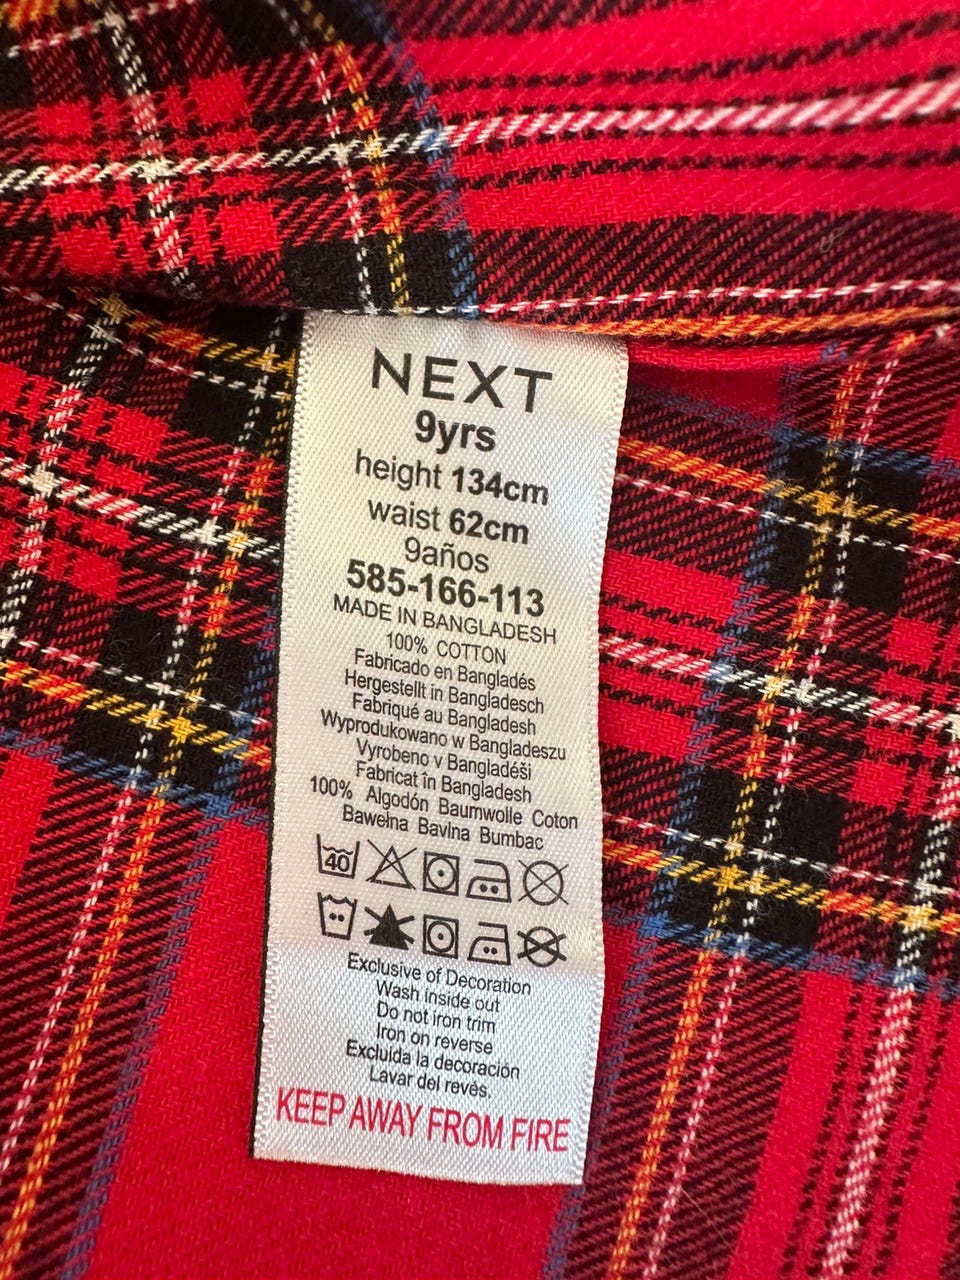 NEXT
9yrs
height 134cm
waist 62cm
9años
585-166-113
MADE IN BANGLADESH
100% COTTON
Fabricado en Bangladés
Hergestellt in Bangladesch
Fabriqué au Bangladesh
Wyprodukowano w Bangladeszu
Vyrobeno v Bangladéši
Fabricat în Bangladesh
100% Algodón Baumwolle Coton
Bawełna Bavlna Bumbac
40
Exclusive of Decoration
Wash inside out
Do not iron trim
Iron on reverse
Excluida la decoración
Lavar del revés.
KEEP AWAY FROM FIRE